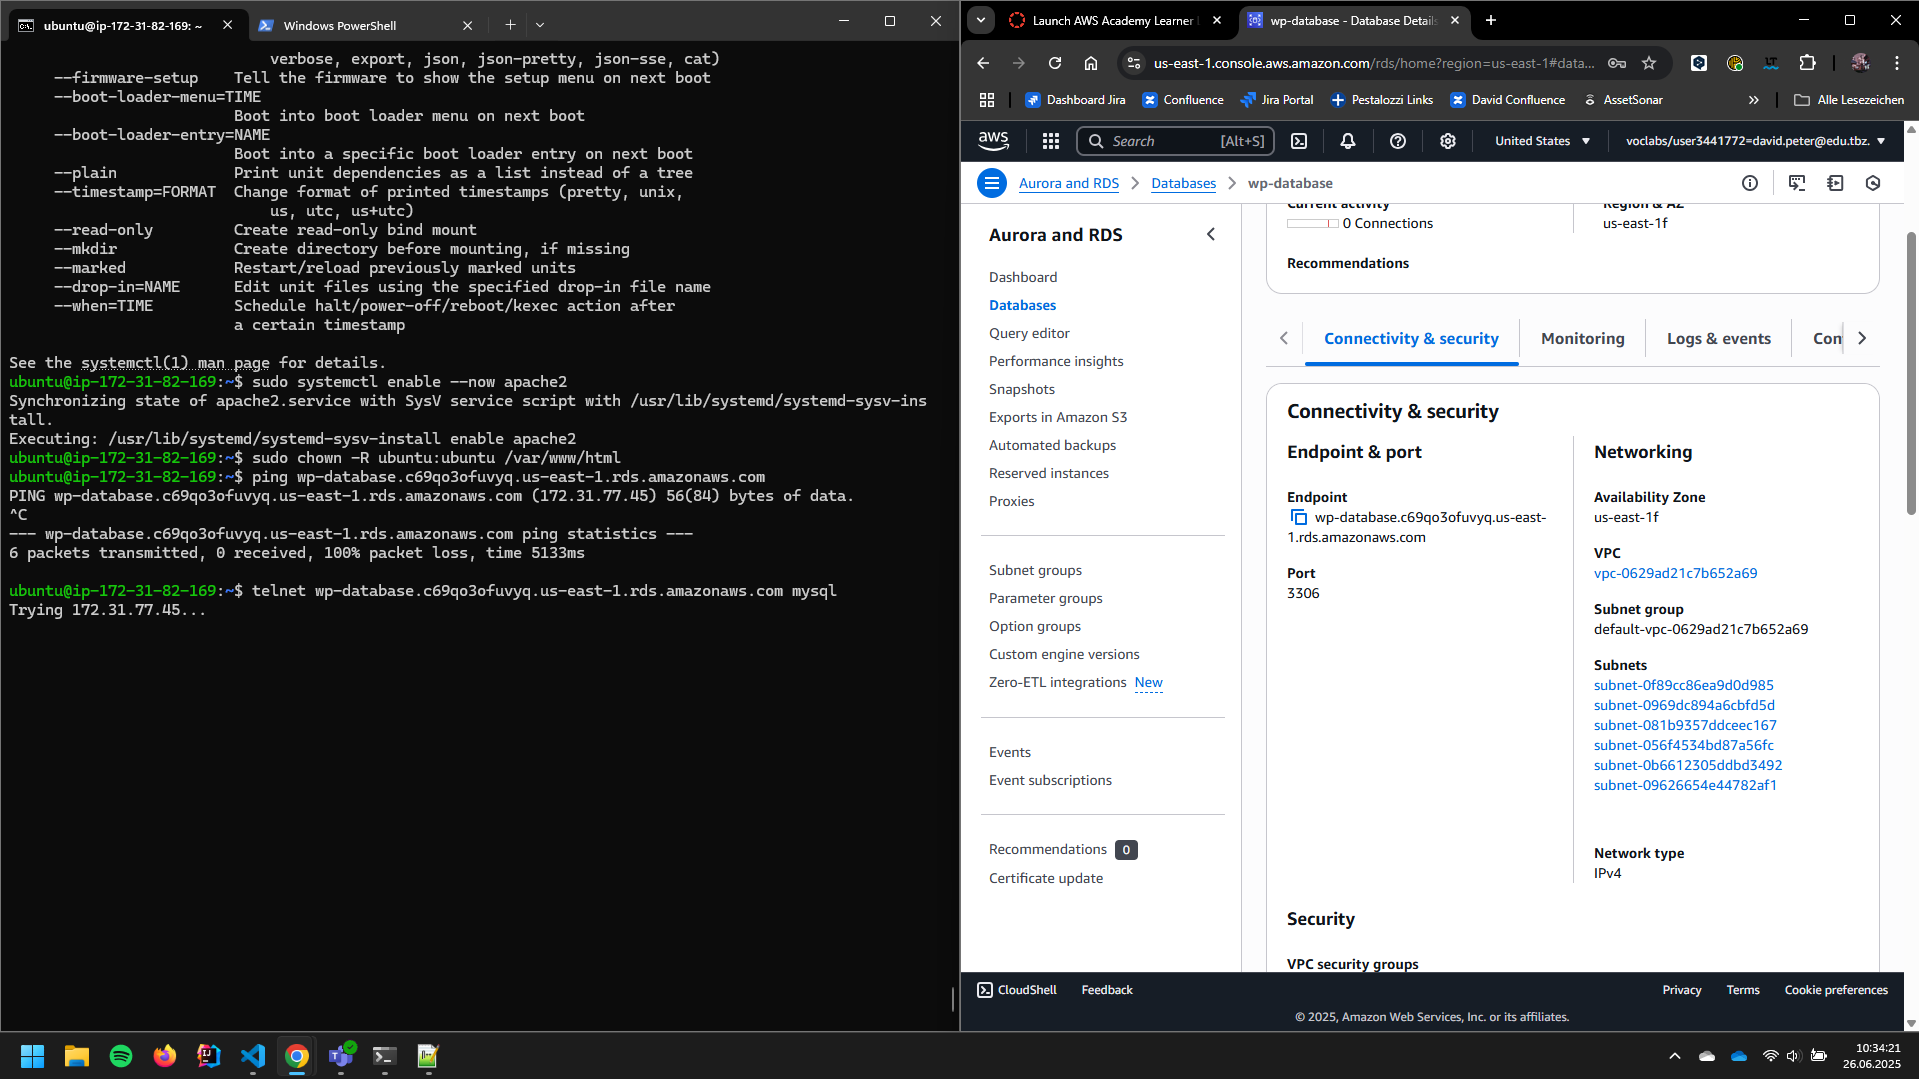 ubuntu@ip-172-31-82-169: ~
Windows PowerShell
verbose, export, json, json-pretty, json-sse, cat)
--firmware-setup    Tell the firmware to show the setup menu on next boot
--boot-loader-menu=TIME
Boot into boot loader menu on next boot
--boot-loader-entry=NAME
Boot into a specific boot loader entry on next boot
--plain             Print unit dependencies as a list instead of a tree
--timestamp=FORMAT  Change format of printed timestamps (pretty, unix,
us, utc, us+utc)
--read-only         Create read-only bind mount
--mkdir             Create directory before mounting, if missing
--marked            Restart/reload previously marked units
--drop-in=NAME      Edit unit files using the specified drop-in file name
--when=TIME         Schedule halt/power-off/reboot/kexec action after
a certain timestamp
See the systemctl(1) man page for details.
ubuntu@ip-172-31-82-169:~$ sudo systemctl enable --now apache2
Synchronizing state of apache2.service with SysV service script with /usr/lib/systemd/systemd-sysv-ins
tall.
Executing: /usr/lib/systemd/systemd-sysv-install enable apache2
ubuntu@ip-172-31-82-169:~$ sudo chown -R ubuntu:ubuntu /var/www/html
ubuntu@ip-172-31-82-169:~$ ping wp-database.c69qo3ofuvyq.us-east-1.rds.amazonaws.com
PING wp-database.c69qo3ofuvyq.us-east-1.rds.amazonaws.com (172.31.77.45) 56(84) bytes of data.
^C
--- wp-database.c69qo3ofuvyq.us-east-1.rds.amazonaws.com ping statistics ---
6 packets transmitted, 0 received, 100% packet loss, time 5133ms
ubuntu@ip-172-31-82-169:~$ telnet wp-database.c69qo3ofuvyq.us-east-1.rds.amazonaws.com mysql
Trying 172.31.77.45...
Launch AWS Academy Learner
wp-database - Database Details
us-east-1.console.aws.amazon.com/rds/home?region=us-east-1#data...
Dashboard Jira
Confluence
Jira Portal
Pestalozzi Links
David Confluence
AssetSonar
Alle Lesezeichen
aws
Search
[Alt+S]
United States
voclabs/user3441772=david.peter@edu.tbz.
Aurora and RDS
Databases
wp-database
Aurora and RDS
Dashboard
Databases
Query editor
Performance insights
Snapshots
Exports in Amazon S3
Automated backups
Reserved instances
Proxies
Subnet groups
Parameter groups
Option groups
Custom engine versions
Zero-ETL integrations New
Events
Event subscriptions
Recommendations 0
Certificate update
Current activity
0 Connections
Region & AZ
us-east-1f
Recommendations
Connectivity & security
Monitoring
Logs & events
Con
Connectivity & security
Endpoint & port
Endpoint
wp-database.c69qo3ofuvyq.us-east-
1.rds.amazonaws.com
Port
3306
Networking
Availability Zone
us-east-1f
VPC
vpc-0629ad21c7b652a69
Subnet group
default-vpc-0629ad21c7b652a69
Subnets
subnet-0f89cc86ea9d0d985
subnet-0969dc894a6cbfd5d
subnet-081b9357ddceec167
subnet-056f4534bd87a56fc
subnet-0b6612305ddbd3492
subnet-09626654e44782af1
Network type
IPv4
Security
VPC security groups
CloudShell
Feedback
Privacy
Terms
Cookie preferences
© 2025, Amazon Web Services, Inc. or its affiliates.
10:34:21
26.06.2025